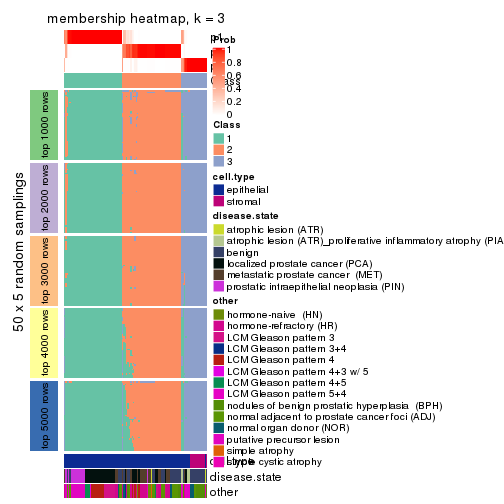 membership heatmap, k = 3
50 x 5 random samplings
top 1000 rows
top 2000 rows
top 3000 rows
top 4000 rows
top 5000 rows
p1
Prob
1
0.8
0.6
0.4
0.2
0
Class
1
2
3
cell.type
epithelial
stromal
disease.state
atrophic lesion (ATR)
atrophic lesion (ATR)_proliferative inflammatory atrophy (PIA
benign
localized prostate cancer (PCA)
metastatic prostate cancer (MET)
prostatic intraepithelial neoplasia (PIN)
other
hormone-naive (HN)
hormone-refractory (HR)
LCM Gleason pattern 3
LCM Gleason pattern 3+4
LCM Gleason pattern 4
LCM Gleason pattern 4+3 w/ 5
LCM Gleason pattern 4+5
LCM Gleason pattern 5+4
nodules of benign prostatic hyperplasia (BPH)
normal adjacent to prostate cancer foci (ADJ)
normal organ donor (NOR)
putative precursor lesion
simple atrophy
cystic atrophy
disease.state
other